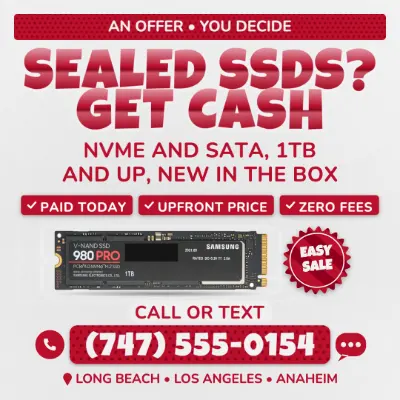 AN OFFER • YOU DECIDE
SEALED SSDS?
GET CASH
NVME AND SATA, 1TB
AND UP, NEW IN THE BOX
✓ PAID TODAY
✓ UPFRONT PRICE
✓ ZERO FEES
V-NAND SSD
980 PRO
1TB
SAMSUNG
EASY
SALE
CALL OR TEXT
(747) 555-0154
LONG BEACH • LOS ANGELES • ANAHEIM